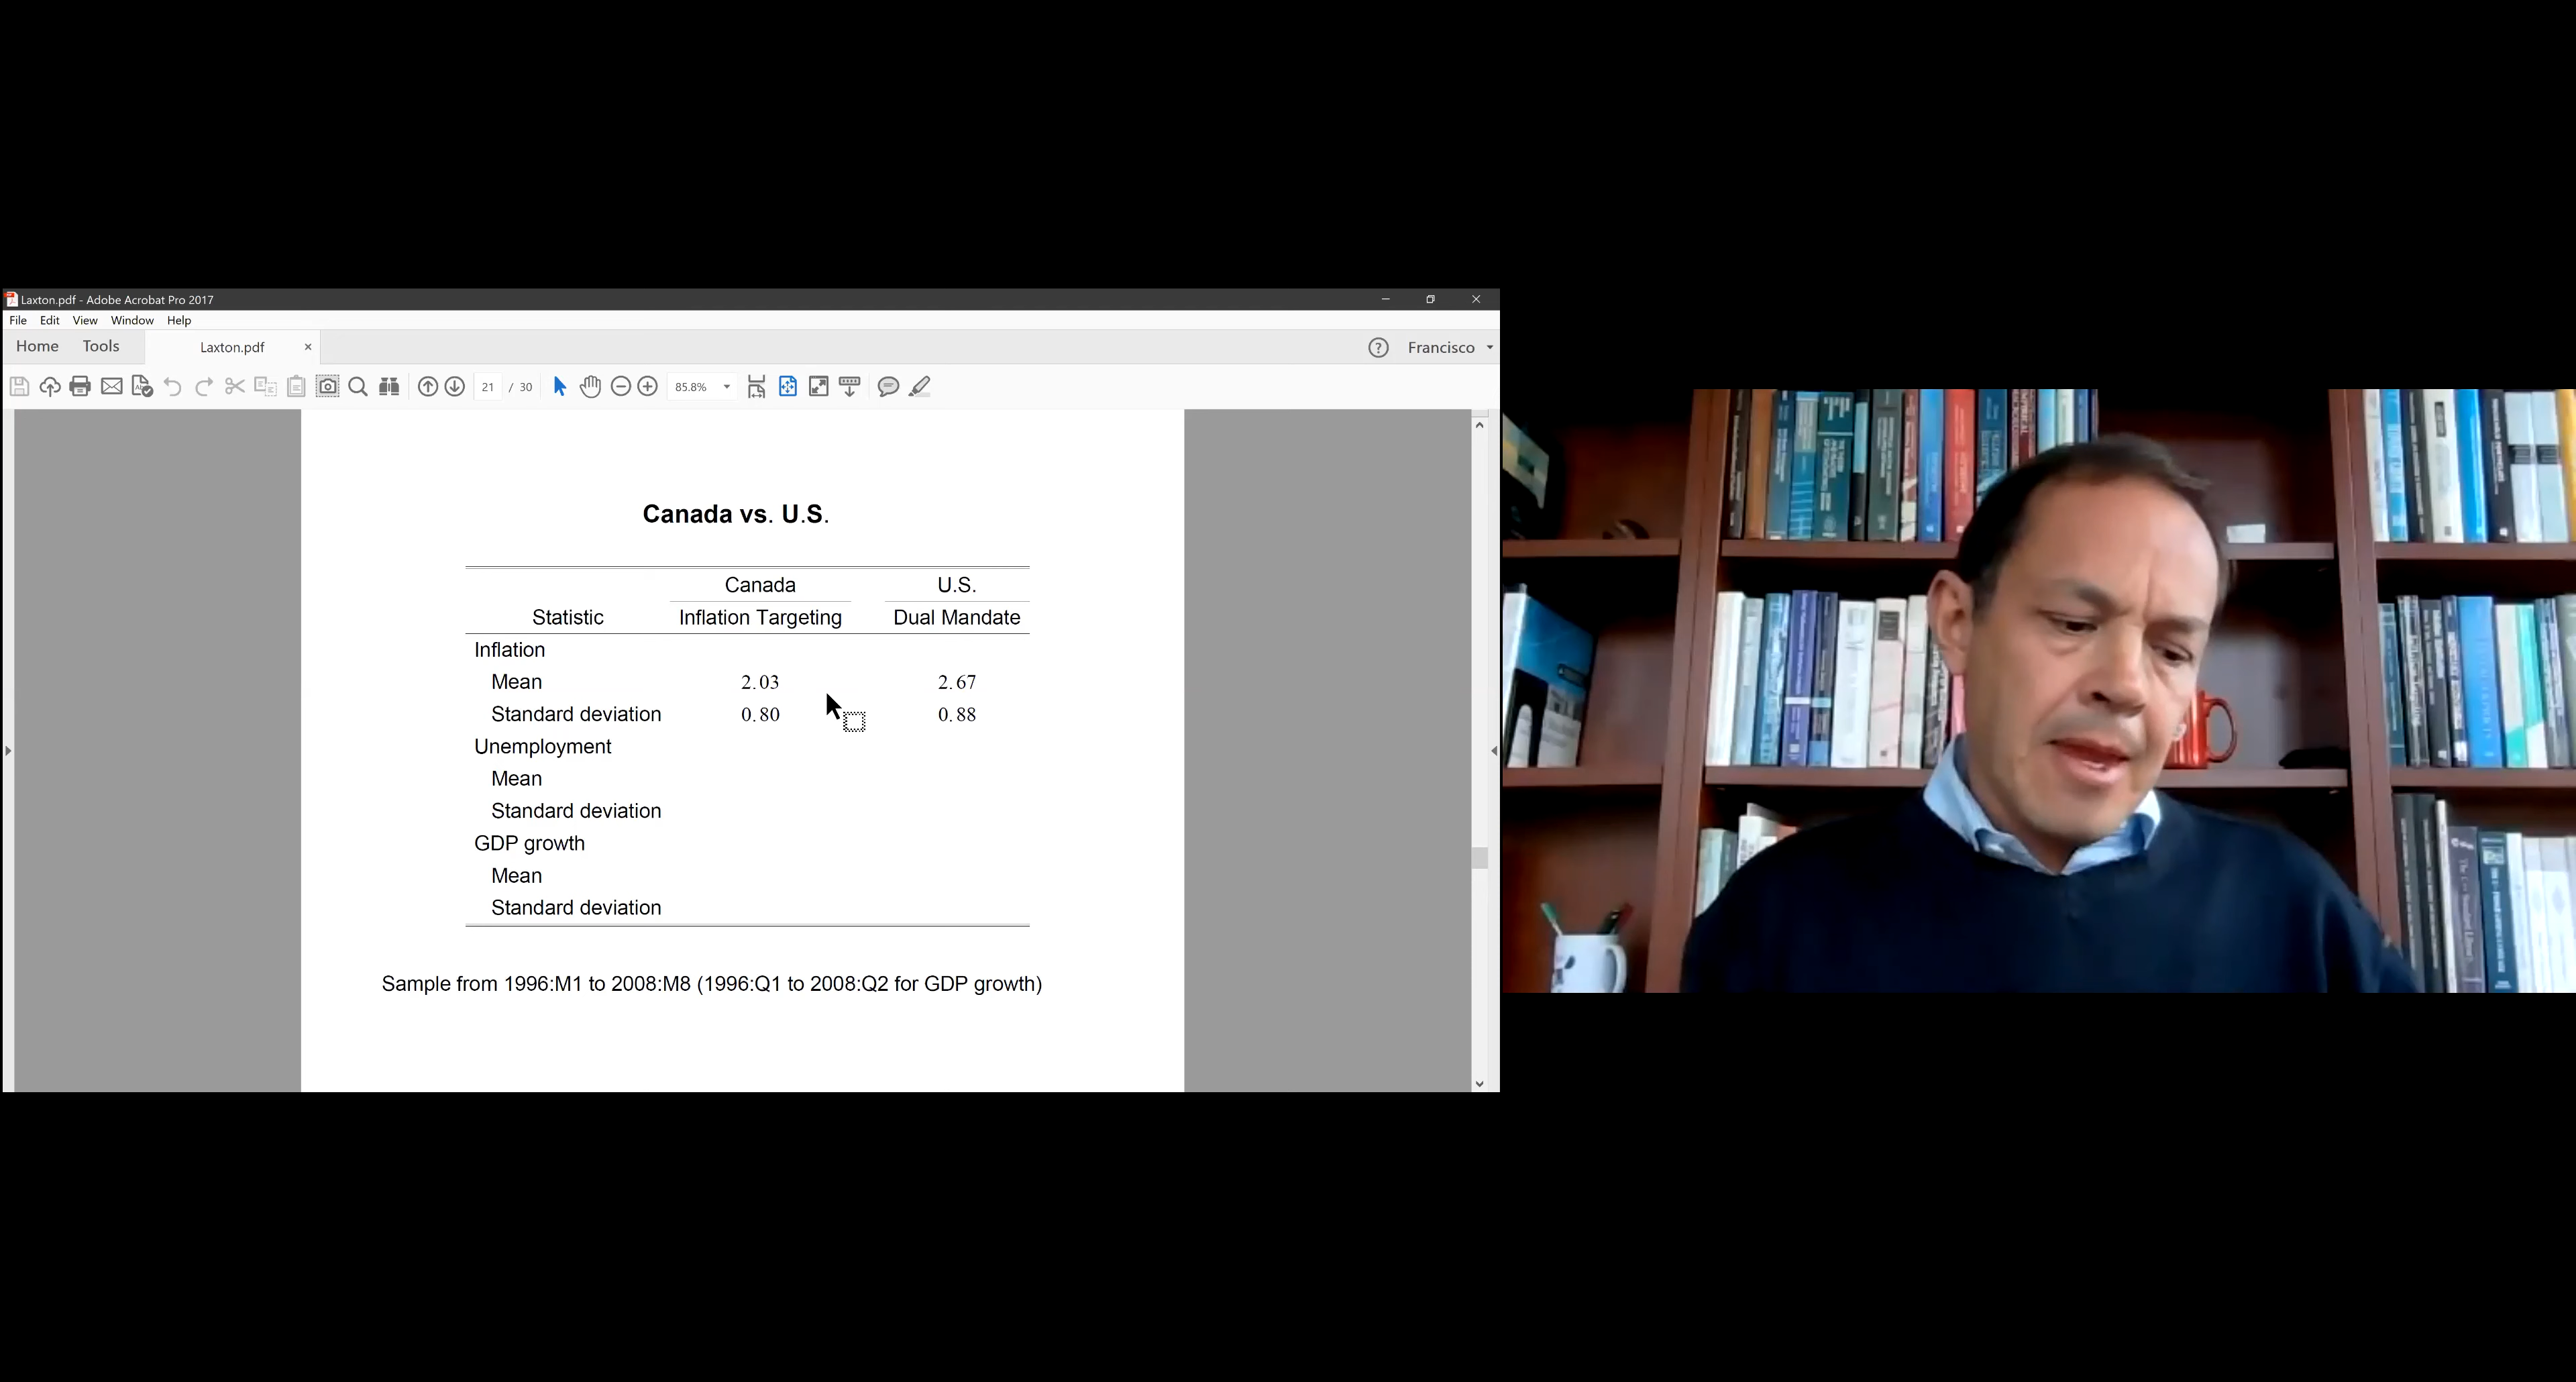 Laxton.pdf - Adobe Acrobat Pro 2017
File Edit View Window Help
Home Tools Laxton.pdf × Francisco
21 / 30 85.8%
Canada vs. U.S.
Canada U.S.
Statistic Inflation Targeting Dual Mandate
Inflation
Mean 2.03 2.67
Standard deviation 0.80 0.88
Unemployment
Mean
Standard deviation
GDP growth
Mean
Standard deviation
Sample from 1996:M1 to 2008:M8 (1996:Q1 to 2008:Q2 for GDP growth)